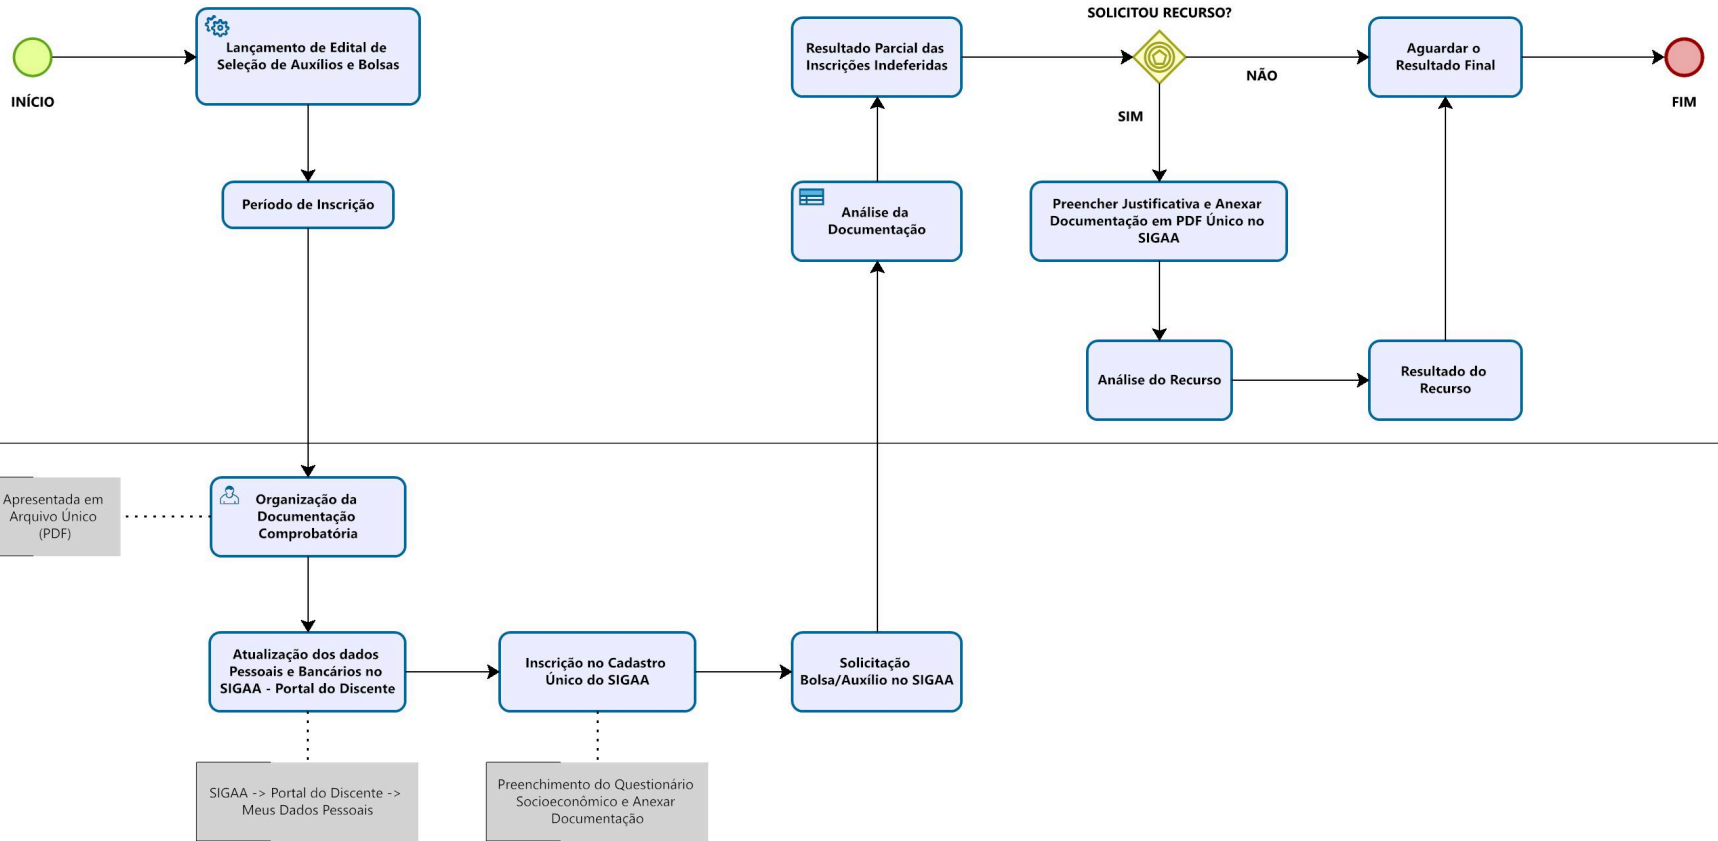 INÍCIO
Lançamento de Edital de
Seleção de Auxílios e Bolsas
Período de Inscrição
Apresentada em
Arquivo Único
(PDF)
Organização da
Documentação
Comprobatória
Atualização dos dados
Pessoais e Bancários no
SIGAA - Portal do Discente
SIGAA -> Portal do Discente ->
Meus Dados Pessoais
Inscrição no Cadastro
Único do SIGAA
Preenchimento do Questionário
Socioeconômico e Anexar
Documentação
Solicitação
Bolsa/Auxílio no SIGAA
Análise da
Documentação
Resultado Parcial das
Inscrições Indeferidas
SOLICITOU RECURSO?
NÃO
SIM
Preencher Justificativa e Anexar
Documentação em PDF Único no
SIGAA
Análise do Recurso
Resultado do
Recurso
Aguardar o
Resultado Final
FIM